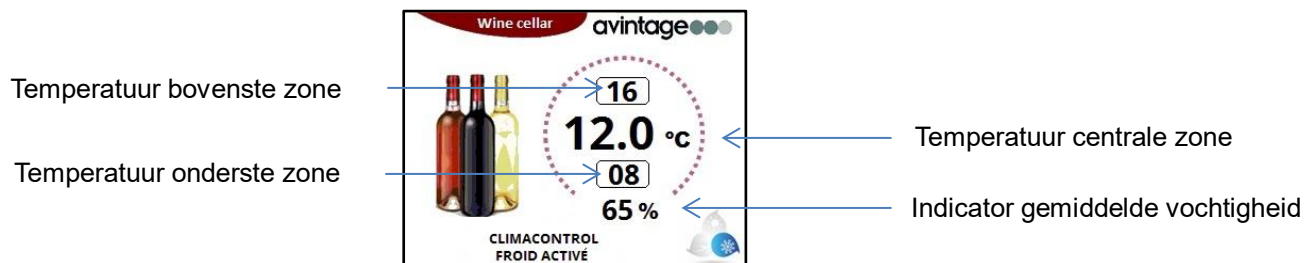 Wine cellar
avintage
Temperatuur bovenste zone
16
12.0 °C
Temperatuur centrale zone
Temperatuur onderste zone
08
65 %
Indicator gemiddelde vochtigheid
CLIMACONTROL
FROID ACTIVÉ